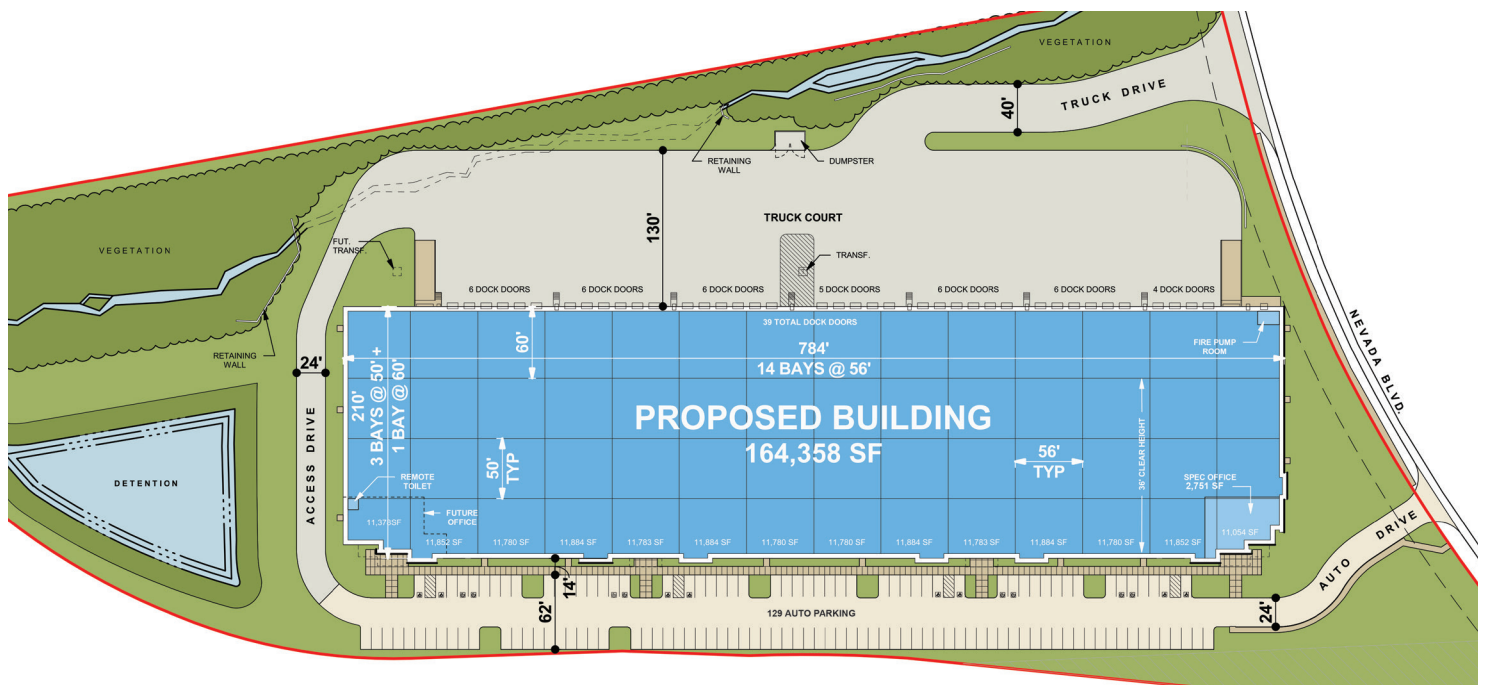 VEGETATION
TRUCK DRIVE
40'
RETAINING
WALL
DUMPSTER
130'
TRUCK COURT
VEGETATION
FUT.
TRANSF.
TRANSF.
6 DOCK DOORS
6 DOCK DOORS
6 DOCK DOORS
5 DOCK DOORS
6 DOCK DOORS
6 DOCK DOORS
4 DOCK DOORS
39 TOTAL DOCK DOORS
NEVADA BLVD.
RETAINING
WALL
24'
60'
784'
14 BAYS @ 56'
FIRE PUMP
ROOM
210'
3 BAYS @ 50' +
1 BAY @ 60'
PROPOSED BUILDING
164,358 SF
50'
TYP
56'
TYP
36' CLEAR HEIGHT
DETENTION
ACCESS DRIVE
REMOTE
TOILET
SPEC OFFICE
2,751 SF
FUTURE
OFFICE
11,852 SF
11,780 SF
11,884 SF
11,783 SF
11,780 SF
11,780 SF
11,884 SF
11,783 SF
11,884 SF
11,780 SF
11,852 SF
11,054 SF
AUTO DRIVE
14'
62'
129 AUTO PARKING
24'